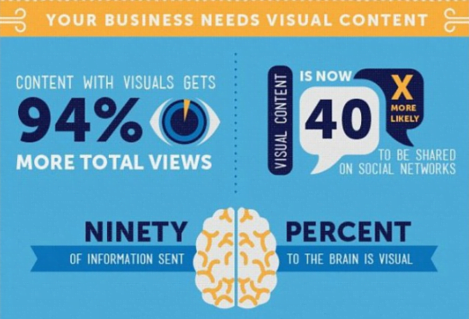 YOUR BUSINESS NEEDS VISUAL CONTENT
CONTENT WITH VISUALS GETS
94%
MORE TOTAL VIEWS
VISUAL CONTENT
IS NOW
40
X
MORE
LIKELY
TO BE SHARED
ON SOCIAL NETWORKS
NINETY PERCENT
OF INFORMATION SENT TO THE BRAIN IS VISUAL